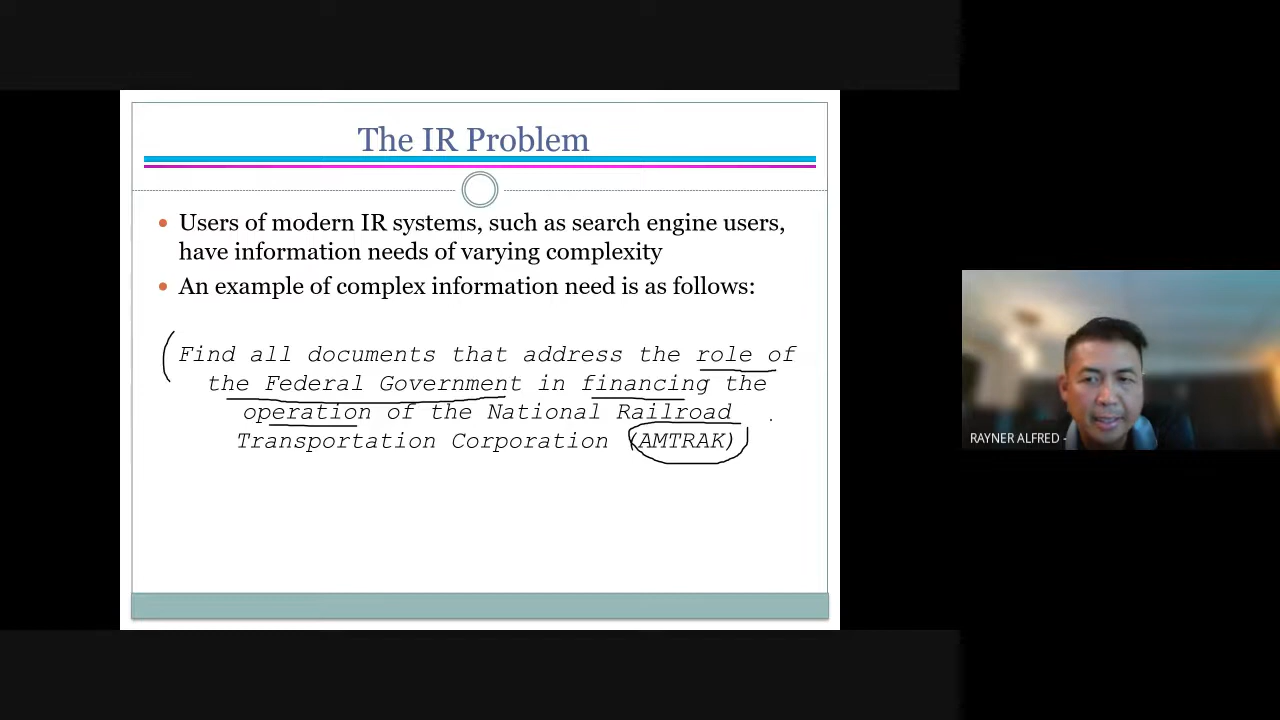 The IR Problem
Users of modern IR systems, such as search engine users,
have information needs of varying complexity
An example of complex information need is as follows:
Find all documents that address the role of
the Federal Government in financing the
operation of the National Railroad
Transportation Corporation (AMTRAK)
RAYNER ALFRED -